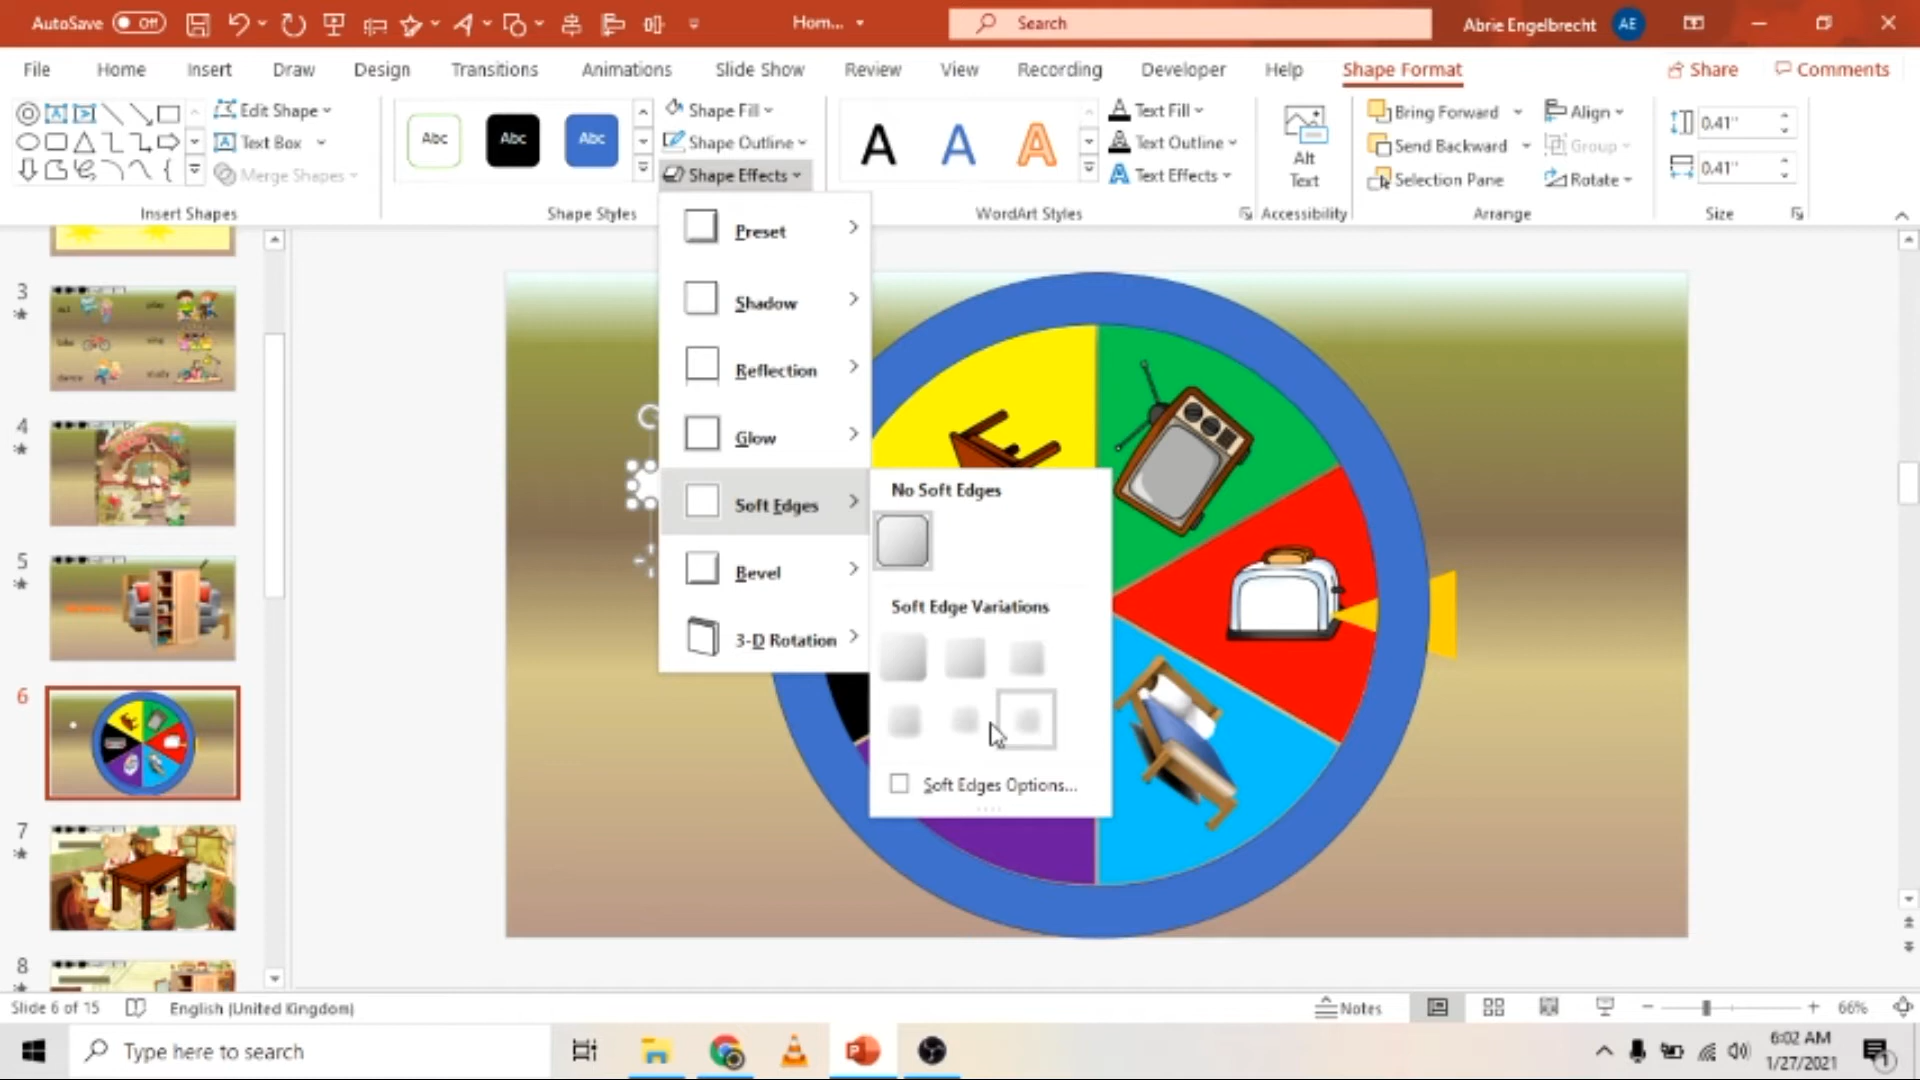 AutoSave Off Hom... Search Abrie Engelbrecht AE
File Home Insert Draw Design Transitions Animations Slide Show Review View Recording Developer Help Shape Format Share Comments
Edit Shape
Text Box
Merge Shapes
Insert Shapes
Abc Abc Abc
Shape Fill
Shape Outline
Shape Effects
Shape Styles
A A A
Text Fill
Text Outline
Text Effects
WordArt Styles
Alt
Text
Accessibility
Bring Forward
Send Backward
Selection Pane
Align
Group
Rotate
Arrange
0.41"
0.41"
Size
Preset
Shadow
Reflection
Glow
Soft Edges
Bevel
3-D Rotation
No Soft Edges
Soft Edge Variations
Soft Edges Options...
3
4
5
6
7
8
Slide 6 of 15 English (United Kingdom) Notes 66%
Type here to search
6:02 AM
1/27/2021
1